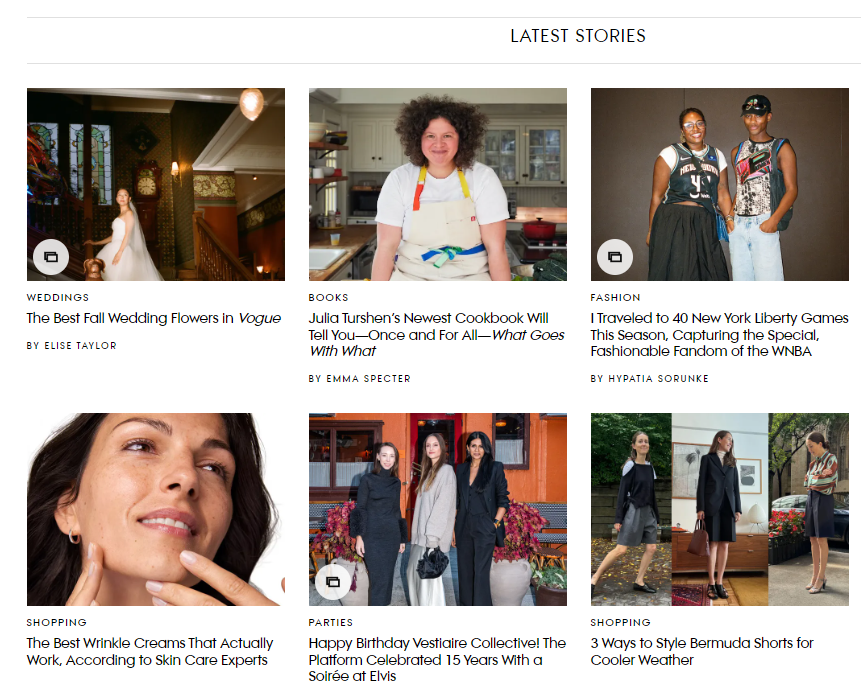 LATEST STORIES
WEDDINGS
The Best Fall Wedding Flowers in Vogue
BY ELISE TAYLOR
BOOKS
Julia Turshen's Newest Cookbook Will
Tell You—Once and For All—What Goes
With What
BY EMMA SPECTER
FASHION
I Traveled to 40 New York Liberty Games
This Season, Capturing the Special,
Fashionable Fandom of the WNBA
BY HYPATIA SORUNKE
SHOPPING
The Best Wrinkle Creams That Actually
Work, According to Skin Care Experts
PARTIES
Happy Birthday Vestiaire Collective! The
Platform Celebrated 15 Years With a
Soirée at Elvis
SHOPPING
3 Ways to Style Bermuda Shorts for
Cooler Weather